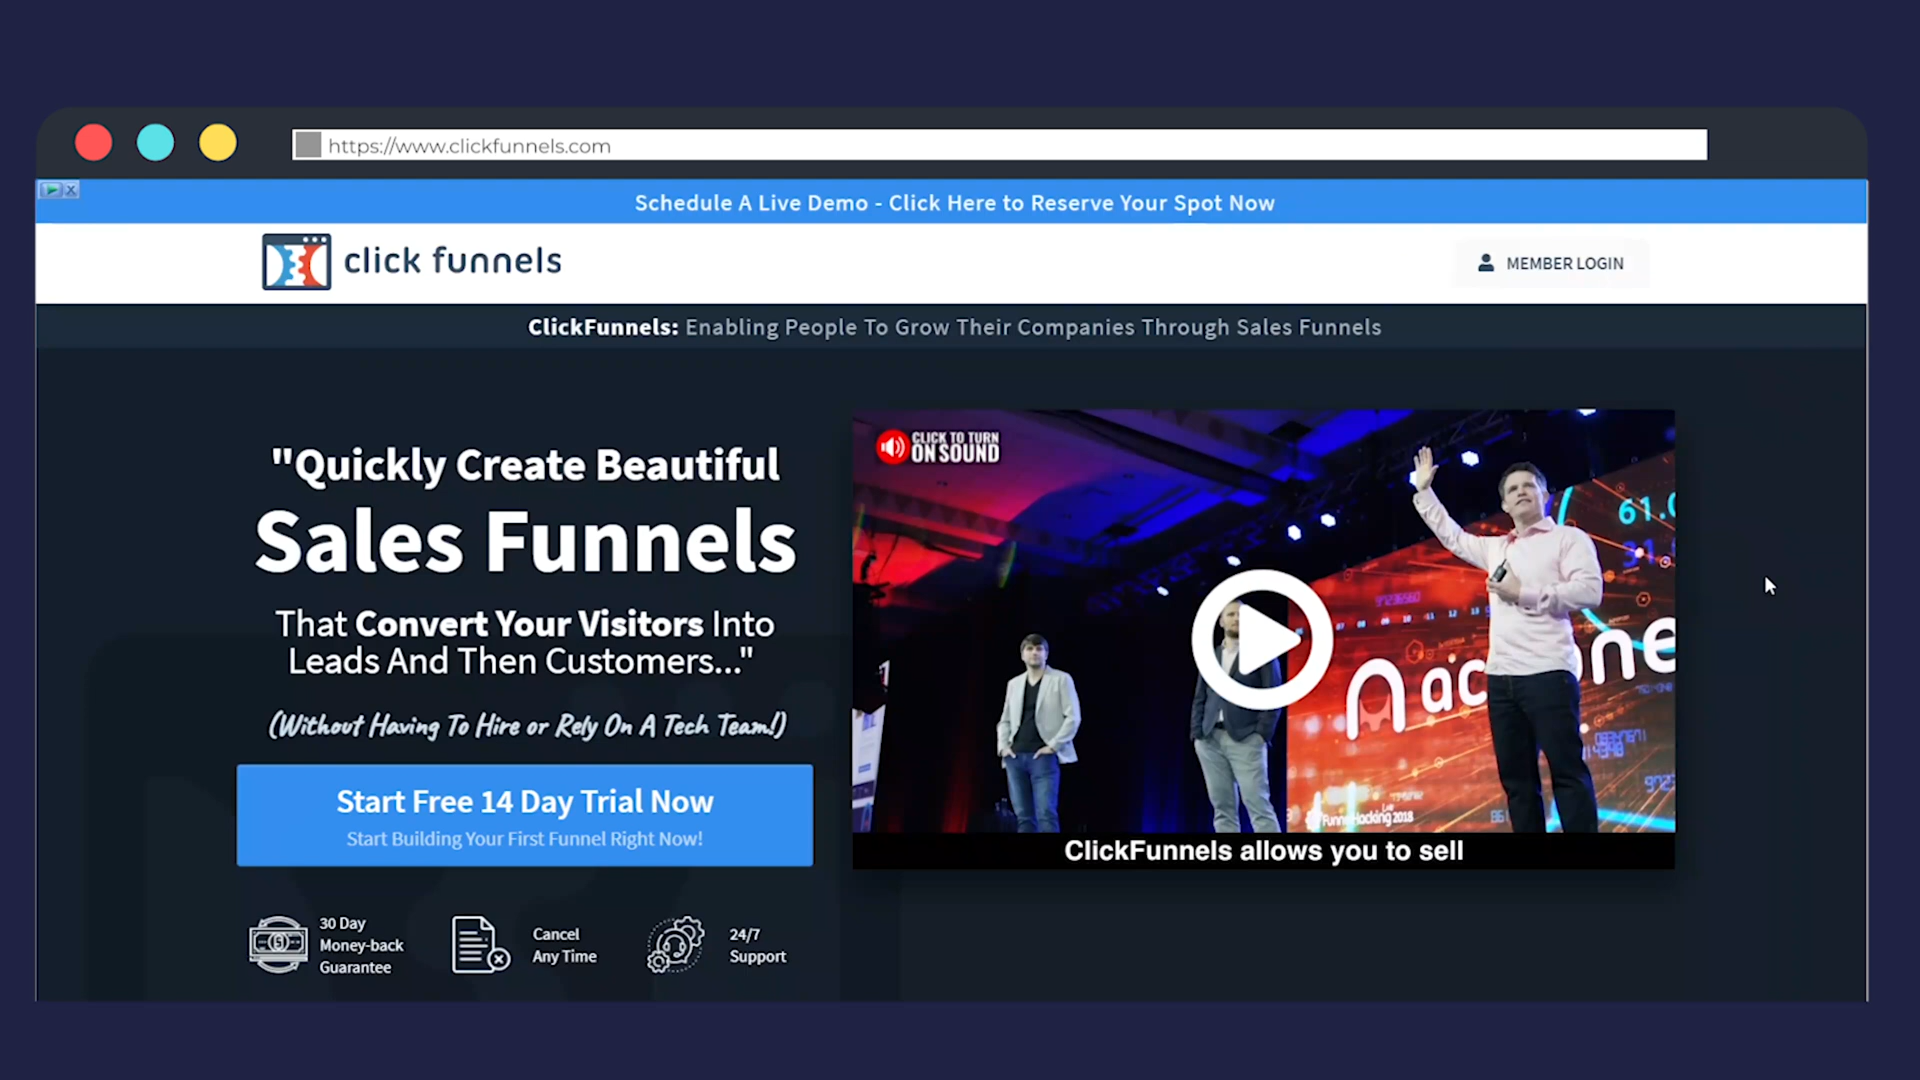 https://www.clickfunnels.com
Schedule A Live Demo - Click Here to Reserve Your Spot Now
click funnels
MEMBER LOGIN
ClickFunnels: Enabling People To Grow Their Companies Through Sales Funnels
"Quickly Create Beautiful
Sales Funnels
That Convert Your Visitors Into
Leads And Then Customers..."
(Without Having To Hire or Rely On A Tech Team!)
Start Free 14 Day Trial Now
Start Building Your First Funnel Right Now!
30 Day
Money-back
Guarantee
Cancel
Any Time
24/7
Support
CLICK TO TURN
ON SOUND
FunnelHacking 2018
ClickFunnels allows you to sell